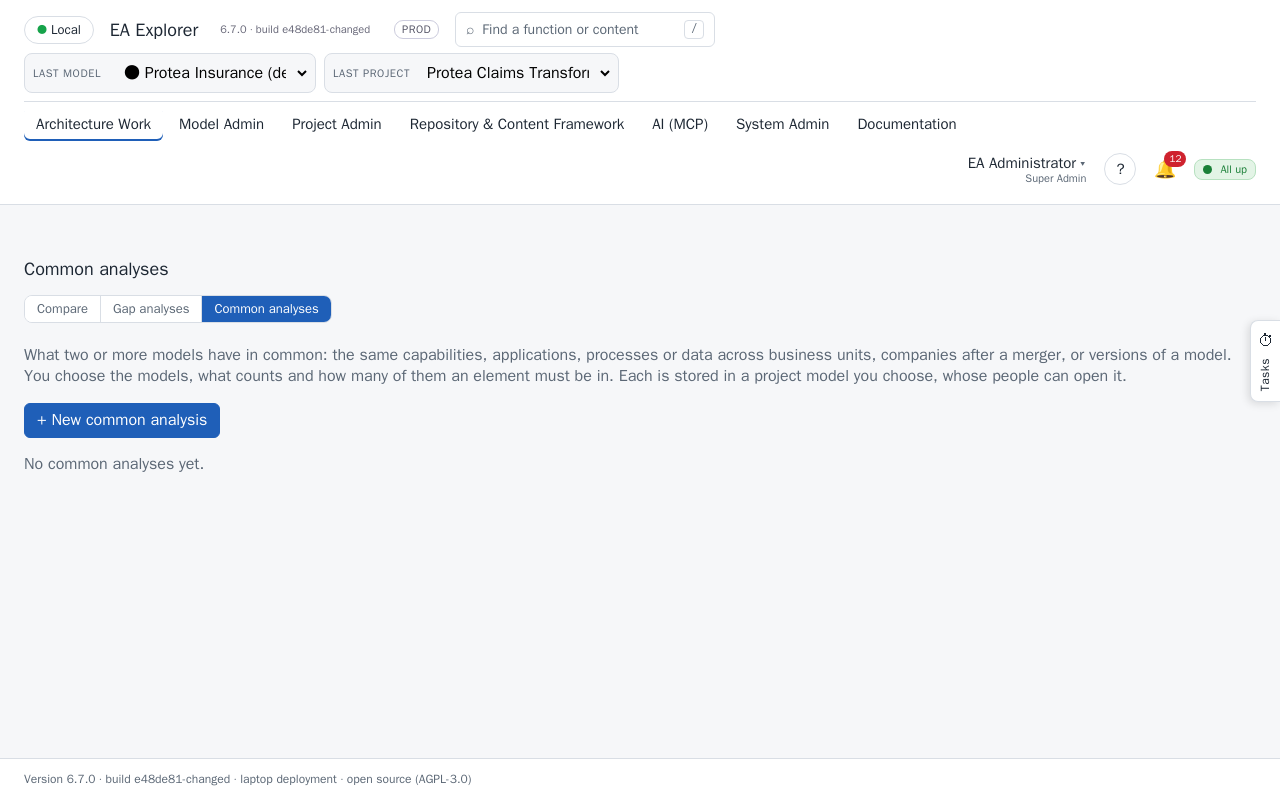 Local EA Explorer 6.7.0 · build e48de81-changed PROD Find a function or content /
LAST MODEL Protea Insurance (de LAST PROJECT Protea Claims Transfor
Architecture Work Model Admin Project Admin Repository & Content Framework AI (MCP) System Admin Documentation
EA Administrator ▾ ? 12 All up
Super Admin
Common analyses
Compare Gap analyses Common analyses
What two or more models have in common: the same capabilities, applications, processes or data across business units, companies after a merger, or versions of a model.
You choose the models, what counts and how many of them an element must be in. Each is stored in a project model you choose, whose people can open it.
Tasks
+ New common analysis
No common analyses yet.
Version 6.7.0 · build e48de81-changed · laptop deployment · open source (AGPL-3.0)